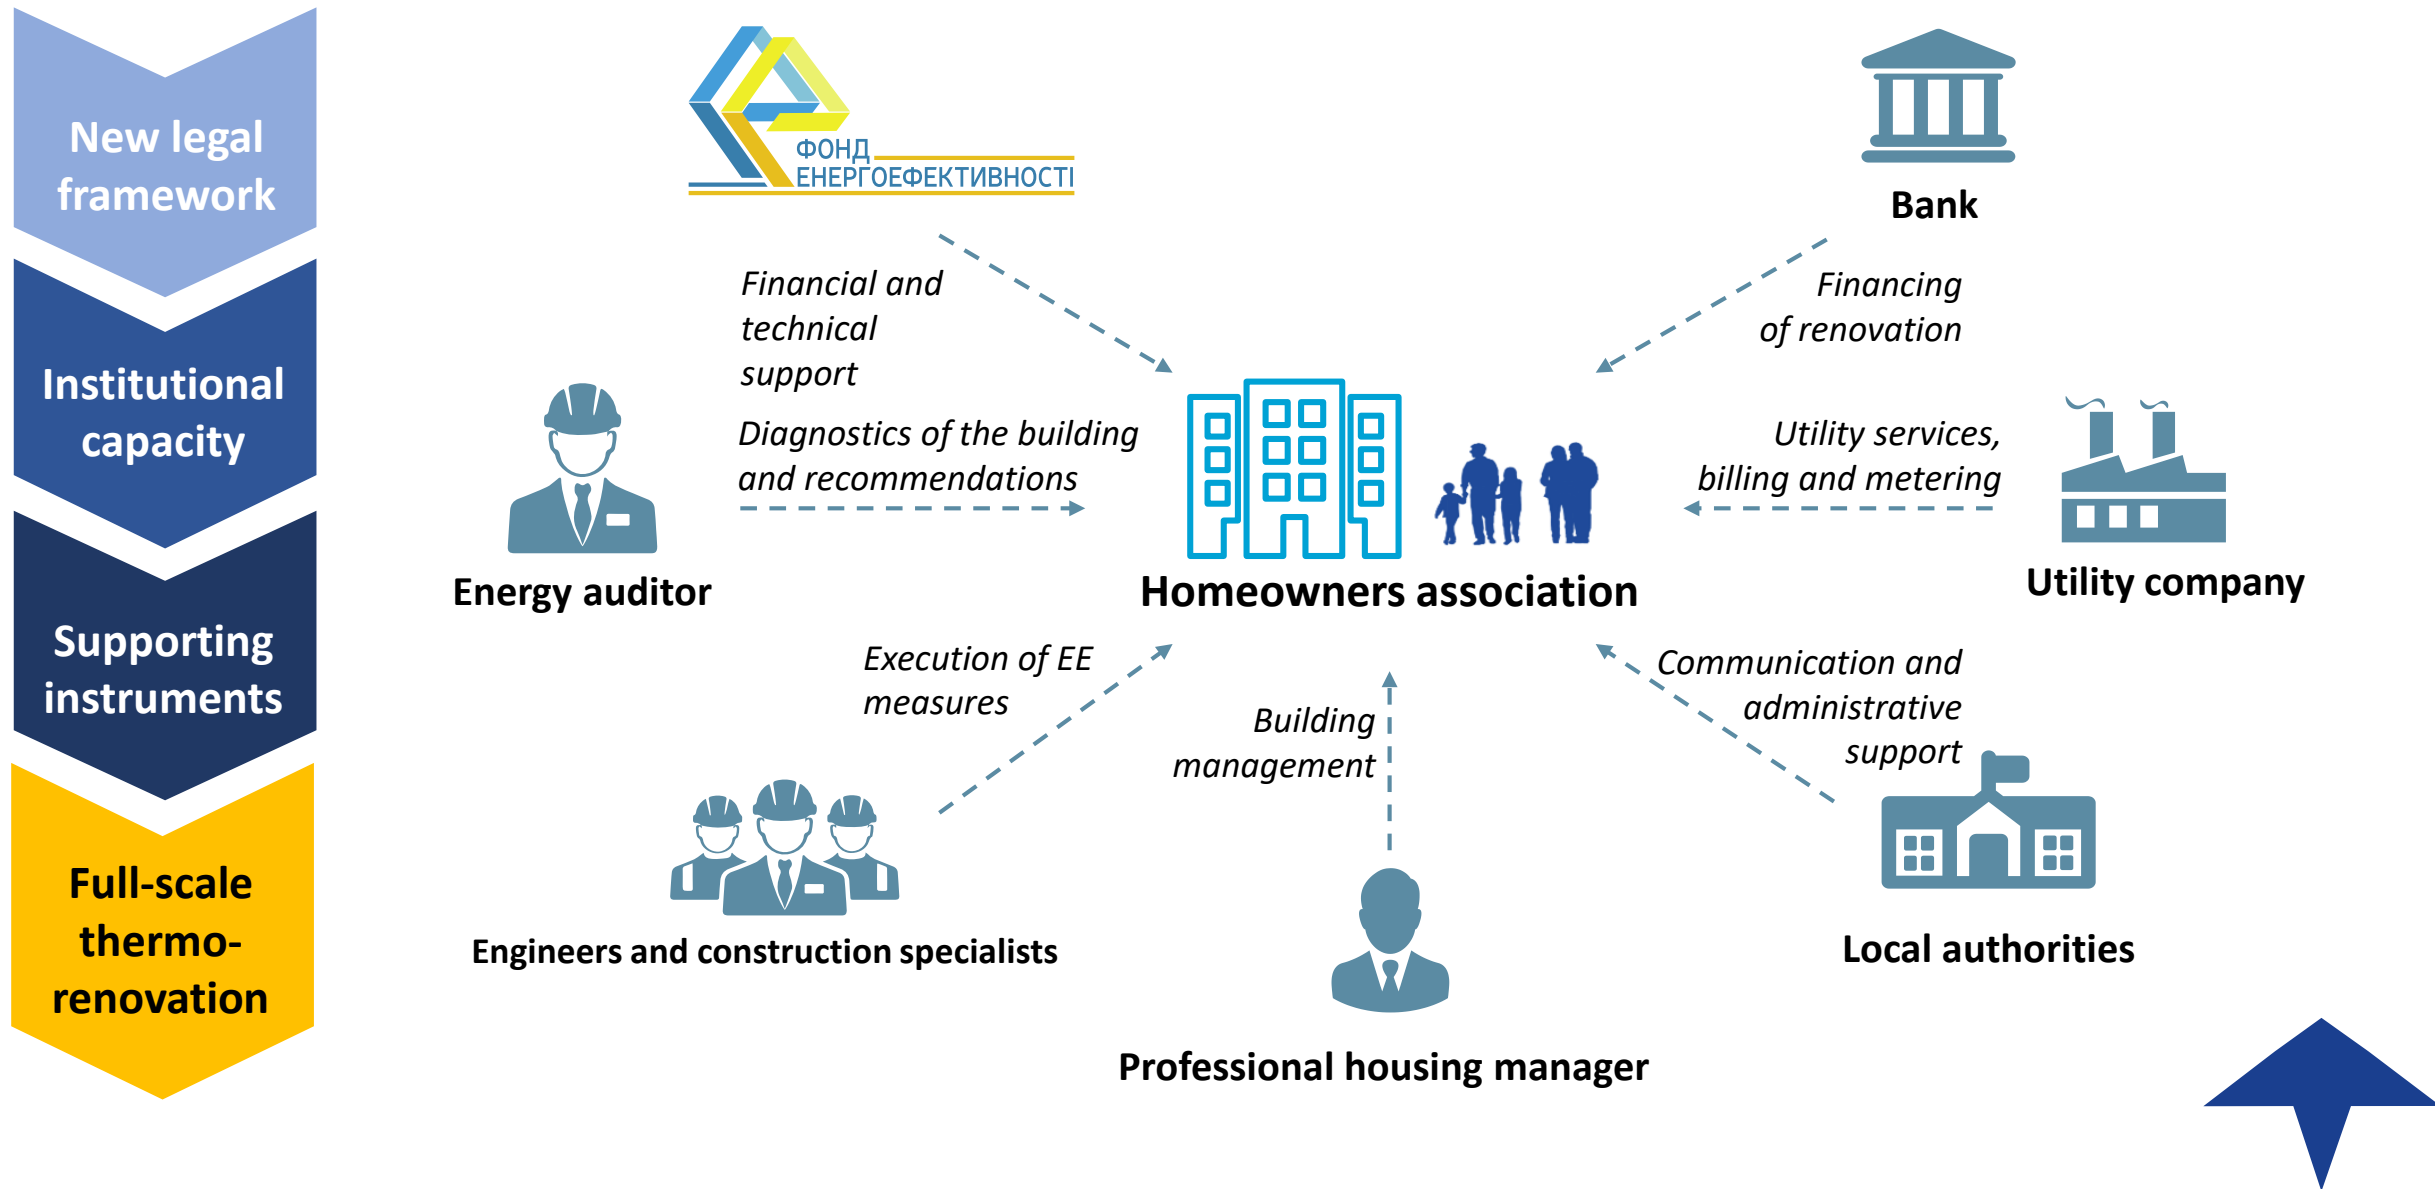 New legal
framework
Institutional
capacity
Supporting
instruments
Full-scale
thermo-
renovation
ФОНД
ЕНЕРГОЕФЕКТИВНОСТІ
Bank
Financial and
technical
support
Financing
of renovation
Diagnostics of the building
and recommendations
Utility services,
billing and metering
Energy auditor
Homeowners association
Utility company
Execution of EE
measures
Building
management
Communication and
administrative
support
Engineers and construction specialists
Professional housing manager
Local authorities